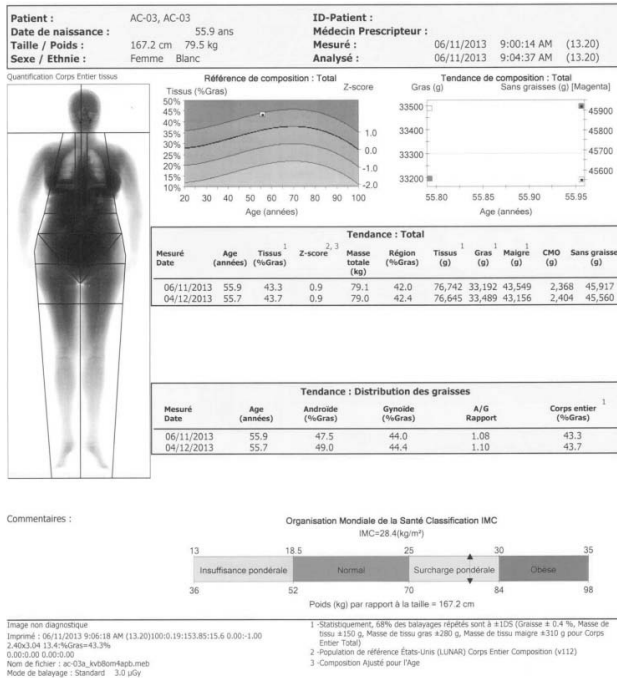 Patient : AC-03, AC-03 ID-Patient :
Date de naissance : 55.9 ans Médecin Prescripteur :
Taille / Poids : 167.2 cm 79.5 kg Mesuré : 06/11/2013 9:00:14 AM (13.20)
Sexe / Ethnie : Femme Blanc Analysé : 06/11/2013 9:04:37 AM (13.20)
Quantification Corps Entier tissus
Référence de composition : Total
Tissus (%Gras) Z-score
50%
45%
40%
35%
30%
25%
20%
15%
10%
1.0
0.0
-1.0
-2.0
20 30 40 50 60 70 80 90 100
Age (années)
Tendance de composition : Total
Gras (g) Sans graisses (g) [Magenta]
33500
33400
33300
33200
45900
45800
45700
45600
55.80 55.85 55.90 55.95
Age (années)
Tendance : Total
Mesuré Date Age (années) Tissus 1 (%Gras) Z-score 2, 3 Masse totale (kg) Région (%Gras) Tissus 1 (g) Gras 1 (g) Maigre 1 (g) CMO (g) Sans graisse (g)
06/11/2013 55.9 43.3 0.9 79.1 42.0 76,742 33,192 43,549 2,368 45,917
04/12/2013 55.7 43.7 0.9 79.0 42.4 76,645 33,489 43,156 2,404 45,560
Tendance : Distribution des graisses
Mesuré Date Age (années) Androïde (%Gras) Gynoïde (%Gras) A/G Rapport Corps entier 1 (%Gras)
06/11/2013 55.9 47.5 44.0 1.08 43.3
04/12/2013 55.7 49.0 44.4 1.10 43.7
Commentaires :
Organisation Mondiale de la Santé Classification IMC
IMC=28.4(kg/m²)
13 18.5 25 30 35
Insuffisance pondérale Normal Surcharge pondérale Obèse
36 52 70 84 98
Poids (kg) par rapport à la taille = 167.2 cm
Image non diagnostique
Imprimé : 06/11/2013 9:06:18 AM (13.20)100:0.19:153.85:15.6 0.00:-1.00
2.40x3.04 13.4:%Gras=43.3%
0.00:0.00 0.00:0.00
Nom de fichier : ac-03a_kvb8om4apb.meb
Mode de balayage : Standard 3.0 µGy
1 -Statistiquement, 68% des balayages répétés sont à ±1DS (Graisse ± 0.4 %, Masse de
tissu ±150 g, Masse de tissu gras ±280 g, Masse de tissu maigre ±310 g pour Corps
Entier Total)
2 -Population de référence États-Unis (LUNAR) Corps Entier Composition (v112)
3 -Composition Ajusté pour l'Age